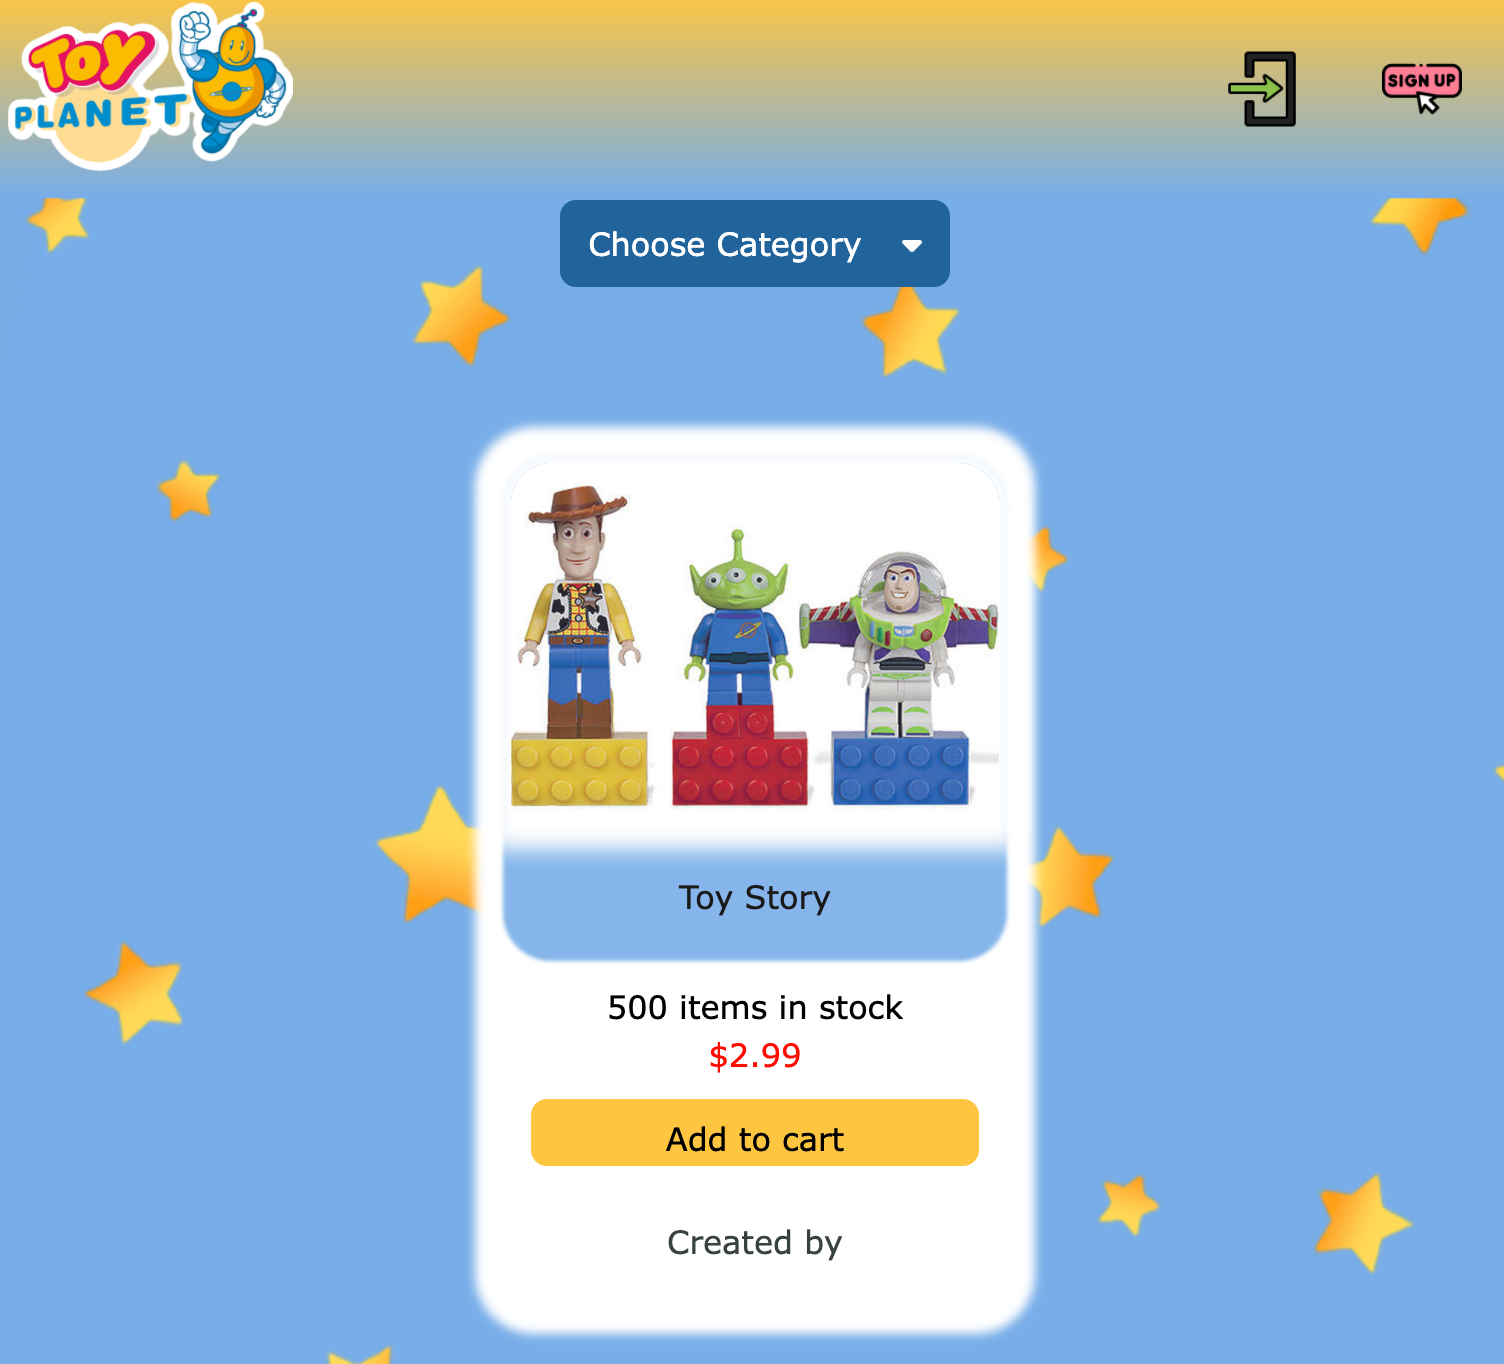 Toy
PLANET
SIGN UP
Choose Category
Toy Story
500 items in stock
$2.99
Add to cart
Created by